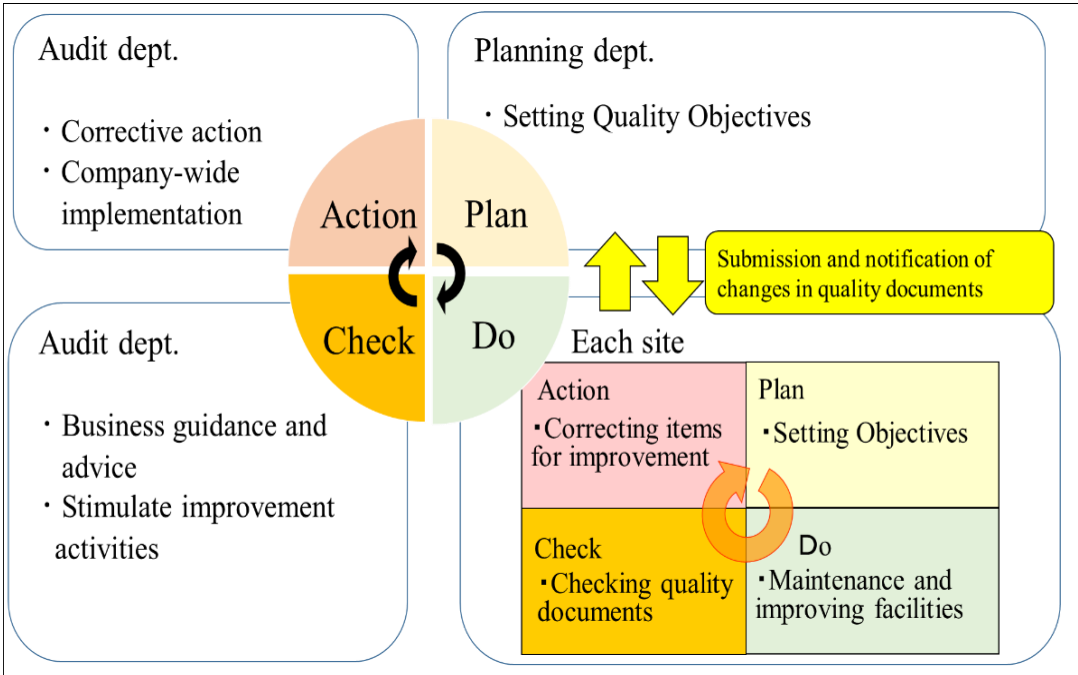 Audit dept.
・Corrective action
・Company-wide
implementation
Planning dept.
・Setting Quality Objectives
Action
Plan
Check
Do
Submission and notification of
changes in quality documents
Audit dept.
・Business guidance and
advice
・Stimulate improvement
activities
Each site
Action
・Correcting items
for improvement
Plan
・Setting Objectives
Check
・Checking quality
documents
Do
・Maintenance and
improving facilities